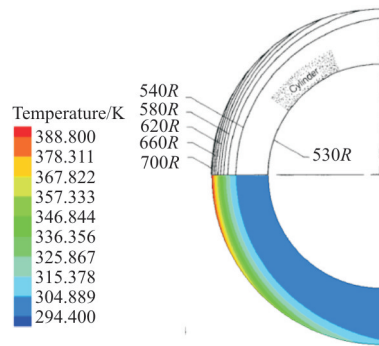 Cylinder
540R
580R
620R
660R
700R
530R
Temperature/K
388.800
378.311
367.822
357.333
346.844
336.356
325.867
315.378
304.889
294.400